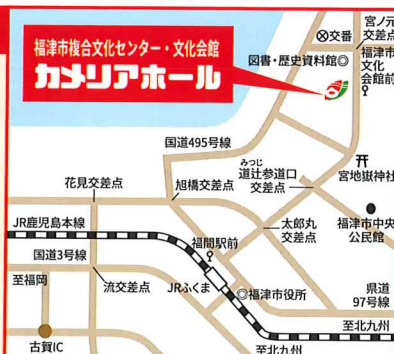 福津市複合文化センター・文化会館
カメリアホール
宮ノ元
交差点
交番
図書・歴史資料館
福津市
文化
会館前
国道495号線
みつじ
道辻参道口
交差点
宮地嶽神社
花見交差点
旭橋交差点
太郎丸
交差点
福津市中央
公民館
JR鹿児島本線
福間駅前
国道3号線
至福岡
流交差点
JRふくま
福津市役所
県道
97号線
古賀IC
至北九州
至北九州